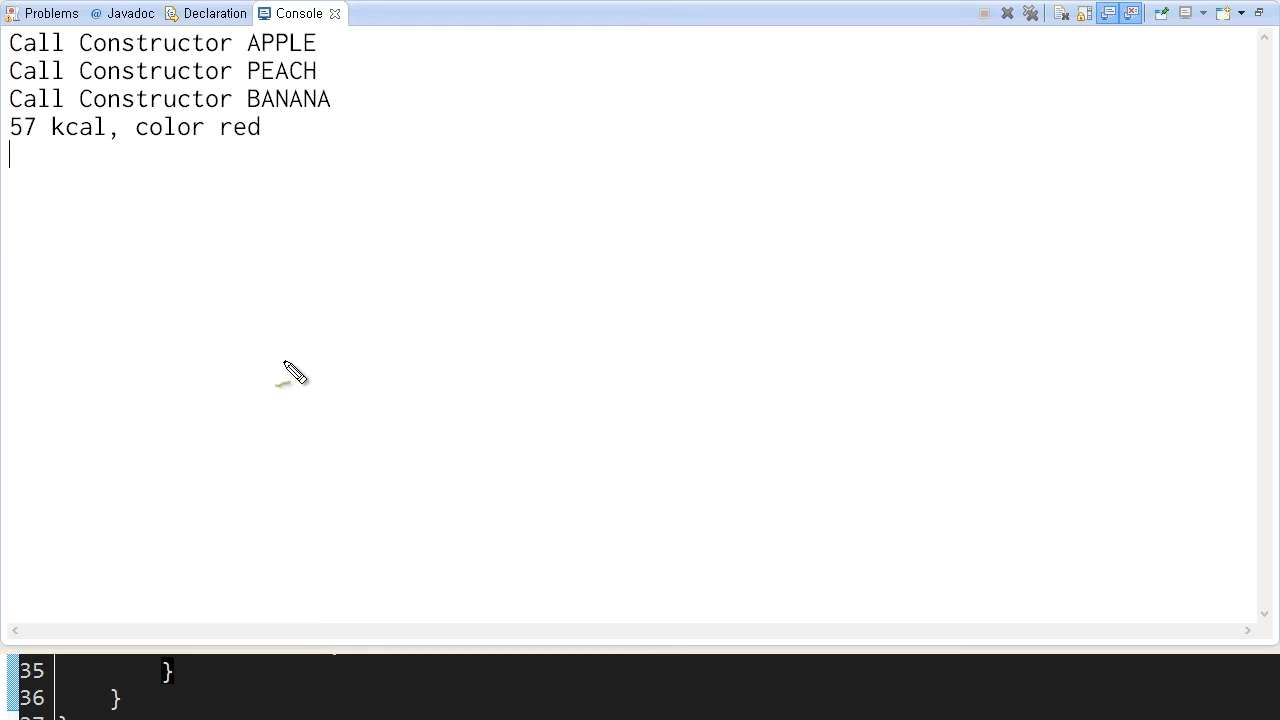 Problems @ Javadoc Declaration Console
Call Constructor APPLE
Call Constructor PEACH
Call Constructor BANANA
57 kcal, color red
35 }
36 }